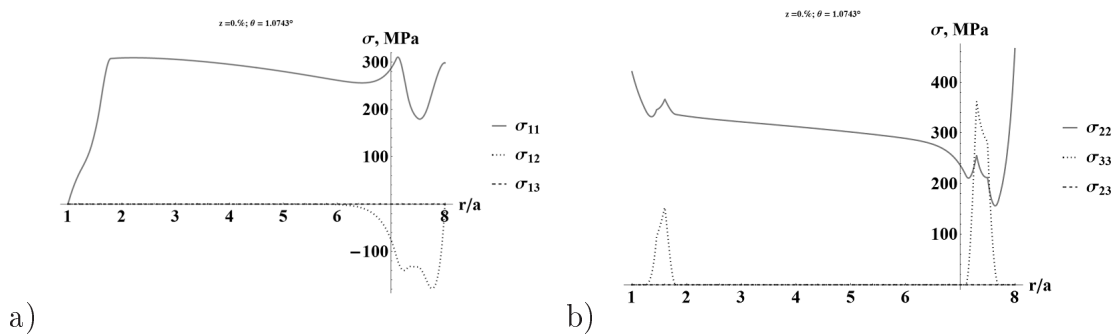 z =0.%; θ = 1.0743°
σ, MPa
300
200
100
−100
1 2 3 4 5 6 8 r/a
σ11
σ12
σ13
a)
z =0.%; θ = 1.0743°
σ, MPa
400
300
200
100
1 2 3 4 5 6 7 8 r/a
σ22
σ33
σ23
b)